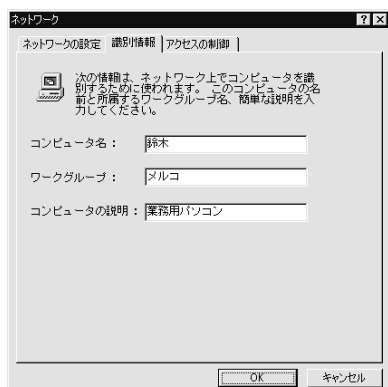 ネットワーク
ネットワークの設定 識別情報 アクセスの制御
次の情報は、ネットワーク上でコンピュータを識
別するために使われます。 このコンピュータの名
前と所属するワークグループ名、簡単な説明を入
力してください。
コンピュータ名： 鈴木
ワークグループ： メルコ
コンピュータの説明： 業務用パソコン
OK キャンセル